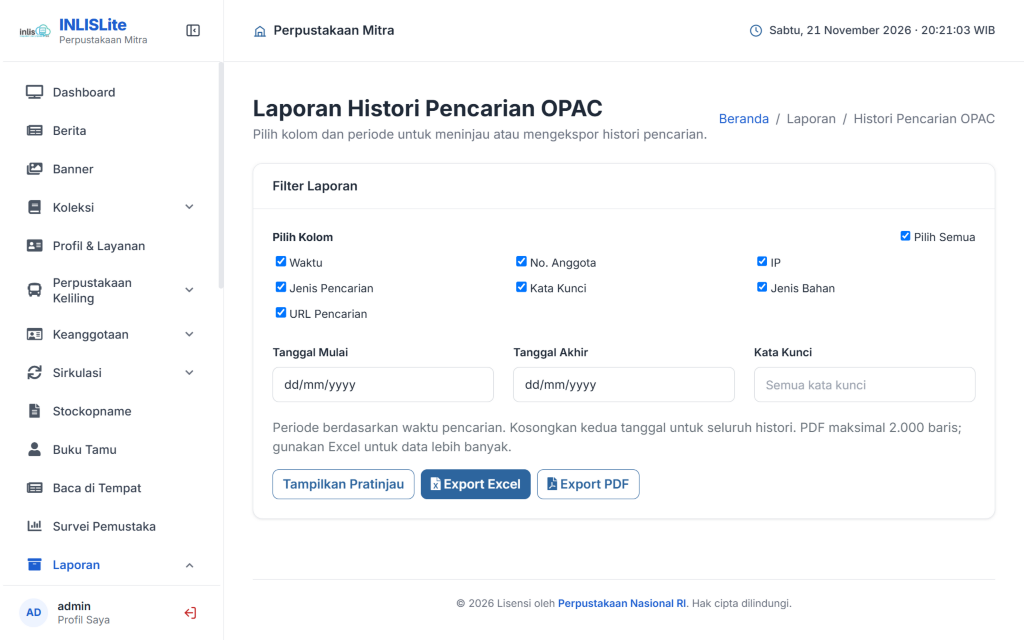 inlis
INLISLite
Perpustakaan Mitra
Perpustakaan Mitra
Sabtu, 21 November 2026 · 20:21:03 WIB
Dashboard
Berita
Banner
Koleksi
Profil & Layanan
Perpustakaan
Keliling
Keanggotaan
Sirkulasi
Stockopname
Buku Tamu
Baca di Tempat
Survei Pemustaka
Laporan
AD
admin
Profil Saya
Laporan Histori Pencarian OPAC
Pilih kolom dan periode untuk meninjau atau mengekspor histori pencarian.
Beranda / Laporan / Histori Pencarian OPAC
Filter Laporan
Pilih Kolom
Pilih Semua
Waktu
No. Anggota
IP
Jenis Pencarian
Kata Kunci
Jenis Bahan
URL Pencarian
Tanggal Mulai
Tanggal Akhir
Kata Kunci
dd/mm/yyyy
dd/mm/yyyy
Semua kata kunci
Periode berdasarkan waktu pencarian. Kosongkan kedua tanggal untuk seluruh histori. PDF maksimal 2.000 baris;
gunakan Excel untuk data lebih banyak.
Tampilkan Pratinjau
Export Excel
Export PDF
© 2026 Lisensi oleh Perpustakaan Nasional RI. Hak cipta dilindungi.